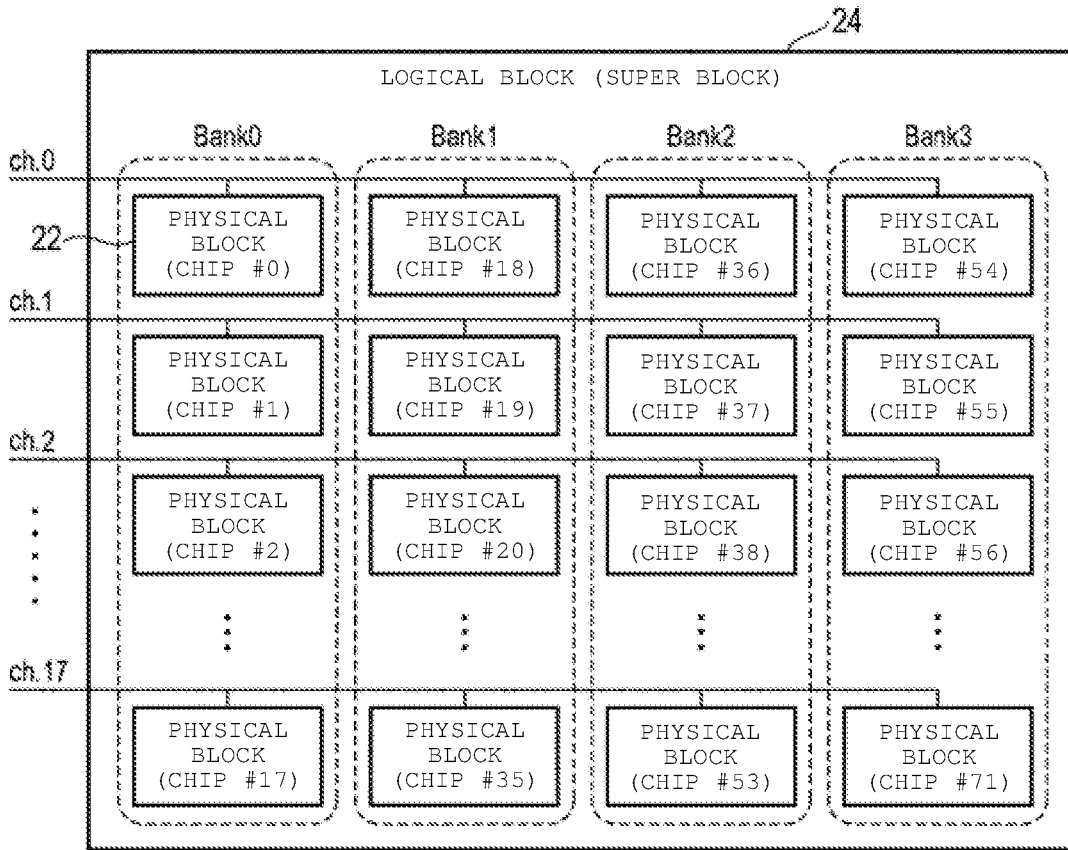 24
LOGICAL BLOCK (SUPER BLOCK)
Bank0 Bank1 Bank2 Bank3
ch.0
22
PHYSICAL BLOCK (CHIP #0)
PHYSICAL BLOCK (CHIP #18)
PHYSICAL BLOCK (CHIP #36)
PHYSICAL BLOCK (CHIP #54)
ch.1
PHYSICAL BLOCK (CHIP #1)
PHYSICAL BLOCK (CHIP #19)
PHYSICAL BLOCK (CHIP #37)
PHYSICAL BLOCK (CHIP #55)
ch.2
PHYSICAL BLOCK (CHIP #2)
PHYSICAL BLOCK (CHIP #20)
PHYSICAL BLOCK (CHIP #38)
PHYSICAL BLOCK (CHIP #56)
ch.17
PHYSICAL BLOCK (CHIP #17)
PHYSICAL BLOCK (CHIP #35)
PHYSICAL BLOCK (CHIP #53)
PHYSICAL BLOCK (CHIP #71)